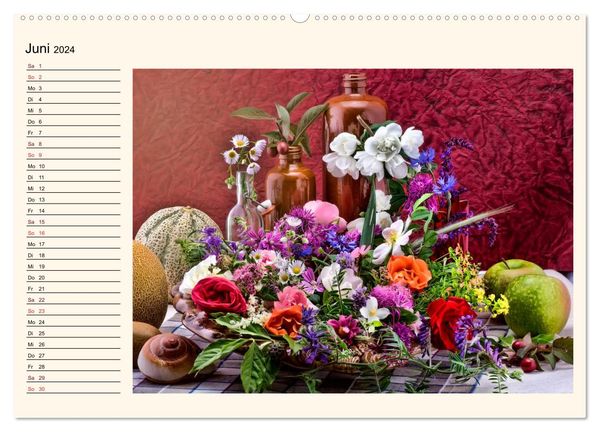 Juni 2024
Sa 1
So 2
Mo 3
Di 4
Mi 5
Do 6
Fr 7
Sa 8
So 9
Mo 10
Di 11
Mi 12
Do 13
Fr 14
Sa 15
So 16
Mo 17
Di 18
Mi 19
Do 20
Fr 21
Sa 22
So 23
Mo 24
Di 25
Mi 26
Do 27
Fr 28
Sa 29
So 30